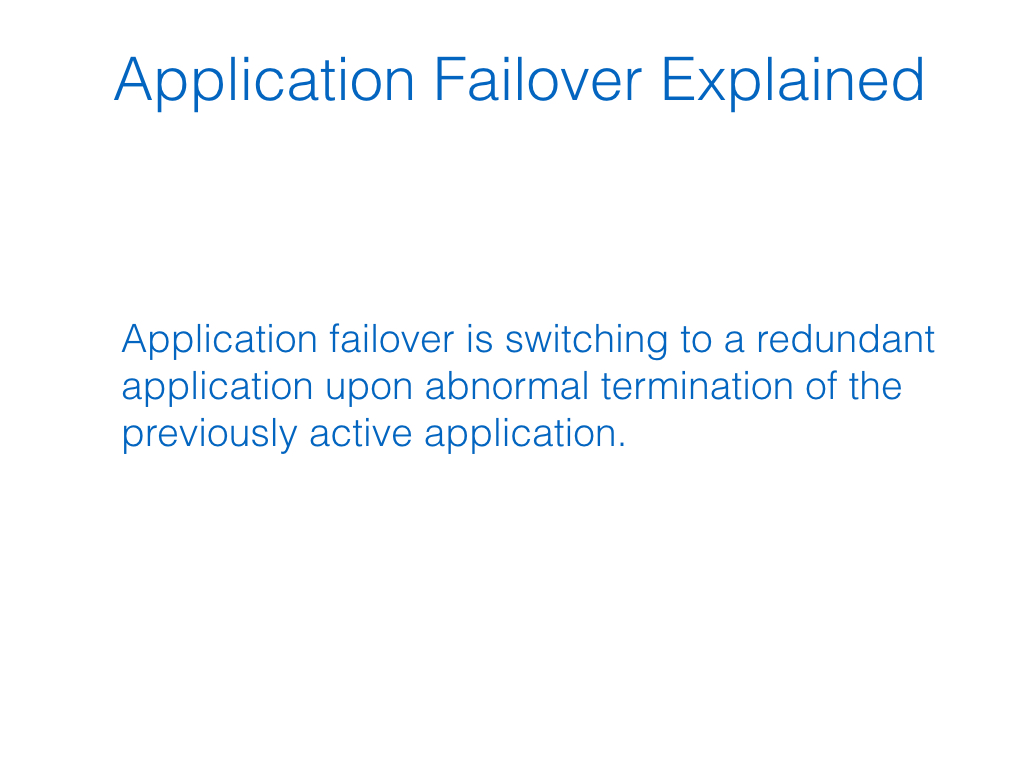 Application Failover Explained
Application failover is switching to a redundant
application upon abnormal termination of the
previously active application.